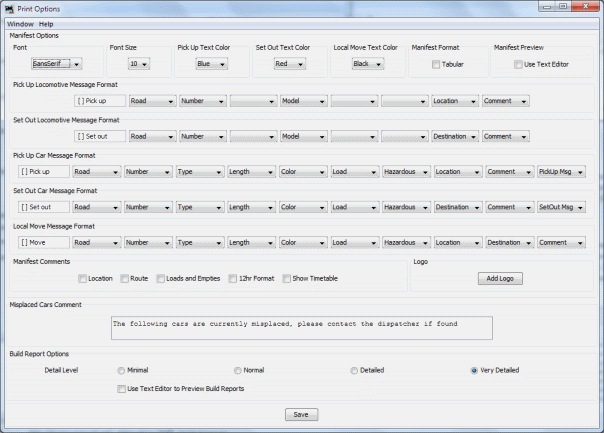 Print Options
Window Help
Manifest Options
Font Font Size Pick Up Text Color Set Out Text Color Local Move Text Color Manifest Format Manifest Preview
SansSerif 10 Blue Red Black Tabular Use Text Editor
Pick Up Locomotive Message Format
[ ] Pick up Road Number Model Location Comment
Set Out Locomotive Message Format
[ ] Set out Road Number Model Destination Comment
Pick Up Car Message Format
[ ] Pick up Road Number Type Length Color Load Hazardous Location Comment PickUp Msg
Set Out Car Message Format
[ ] Set out Road Number Type Length Color Load Hazardous Destination Comment SetOut Msg
Local Move Message Format
[ ] Move Road Number Type Length Color Load Hazardous Location Destination Comment
Manifest Comments Logo
Location Route Loads and Empties 12hr Format Show Timetable Add Logo
Misplaced Cars Comment
The following cars are currently misplaced, please contact the dispatcher if found
Build Report Options
Detail Level Minimal Normal Detailed Very Detailed
Use Text Editor to Preview Build Reports
Save